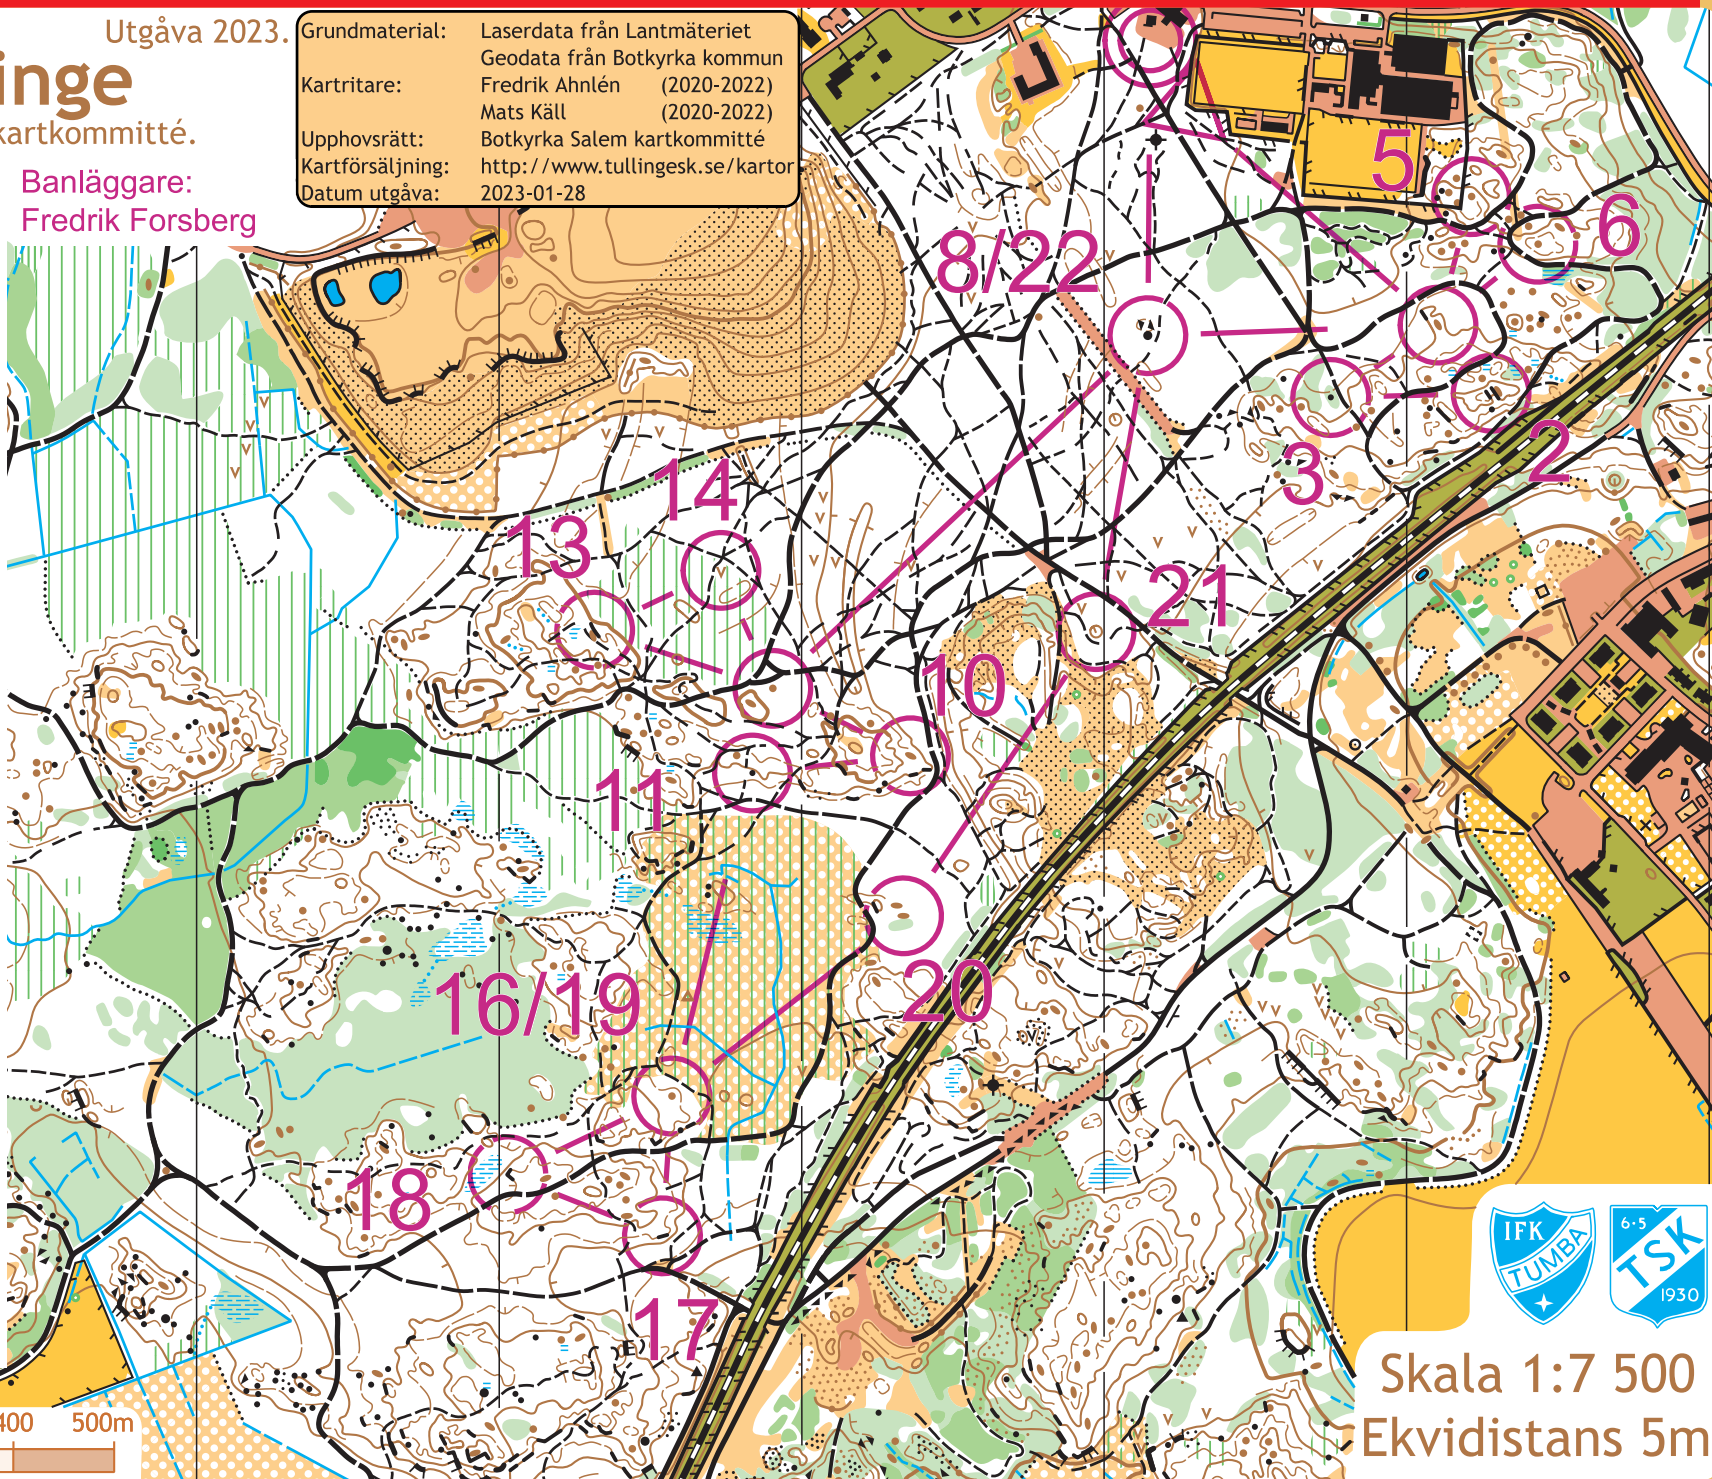 Utgåva 2023.
inge
kartkommitté.
Banläggare:
Fredrik Forsberg
Grundmaterial: Laserdata från Lantmäteriet
Geodata från Botkyrka kommun
Kartritare: Fredrik Ahnlén (2020-2022)
Mats Käll (2020-2022)
Upphovsrätt: Botkyrka Salem kartkommitté
Kartförsäljning: http://www.tullingesk.se/kartor
Datum utgåva: 2023-01-28
5
6
8/22
2
3
14
13
21
10
11
16/19
20
18
17
IFK
TUMBA
6-5
TSK
1930
Skala 1:7 500
Ekvidistans 5m
400 500m